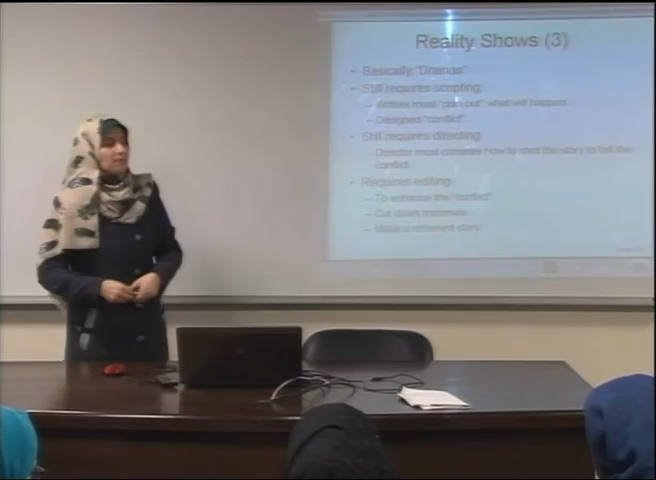 Reality Shows (3)
• Basically "Dramas":
• Still requires scripting:
– Writers must "plan out" what will happen
– Designed "conflict".
• Still requires directing:
– Director must consider how to start the story to tell the
conflict.
• Requires editing:
– To enhance the "conflict"
– Cut down materials
– Make a coherent story